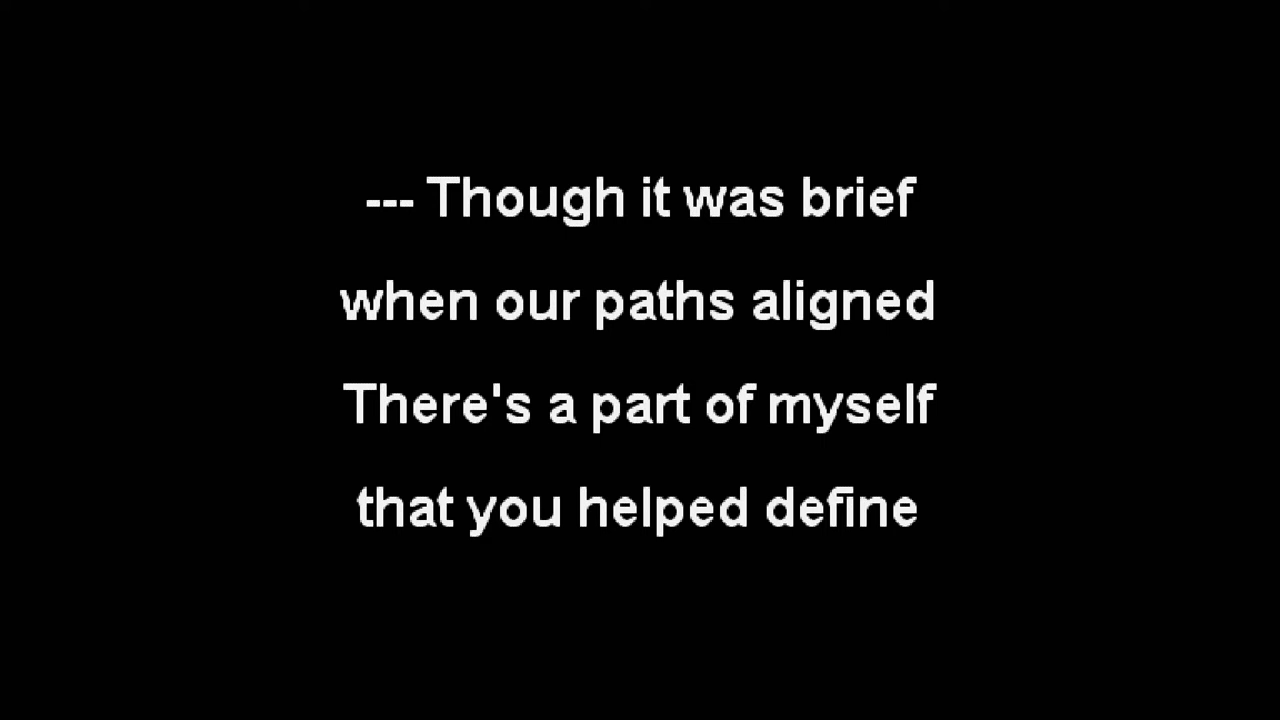 --- Though it was brief
when our paths aligned
There's a part of myself
that you helped define